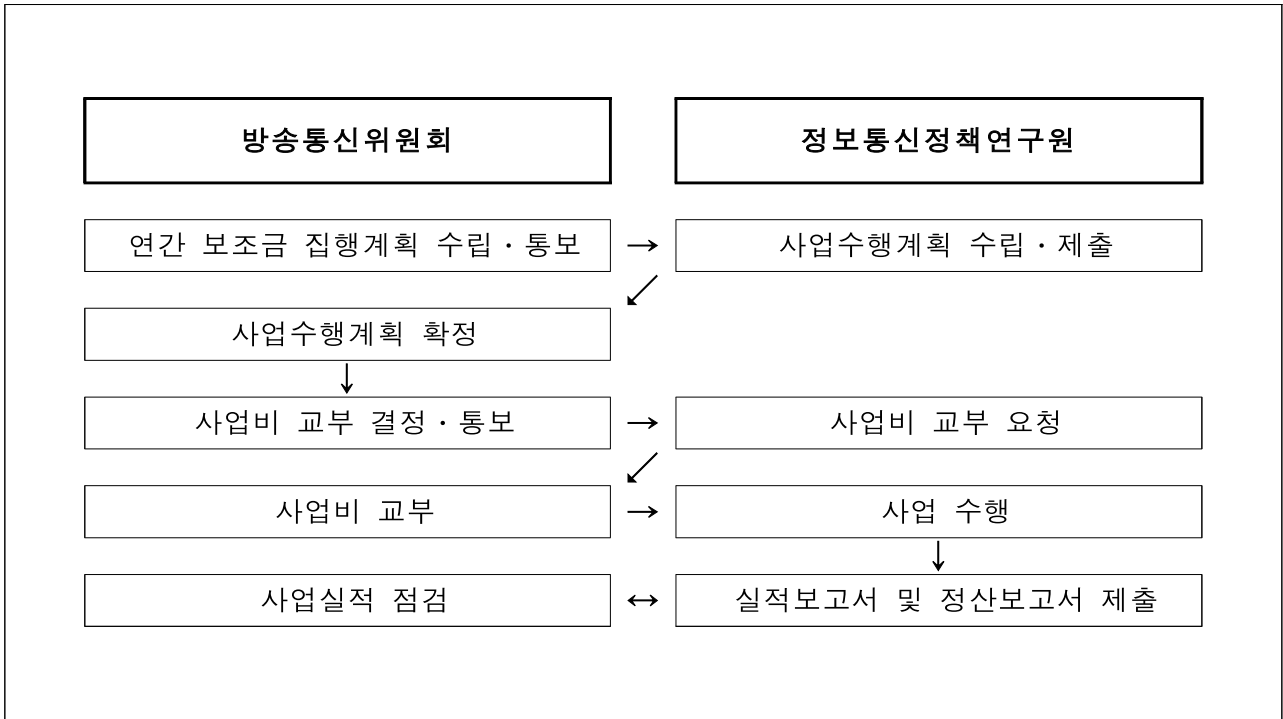 방송통신위원회
정보통신정책연구원
연간 보조금 집행계획 수립·통보
→
사업수행계획 수립·제출
↙
사업수행계획 확정
↓
사업비 교부 결정·통보
→
사업비 교부 요청
↙
사업비 교부
→
사업 수행
↓
사업실적 점검
↔
실적보고서 및 정산보고서 제출